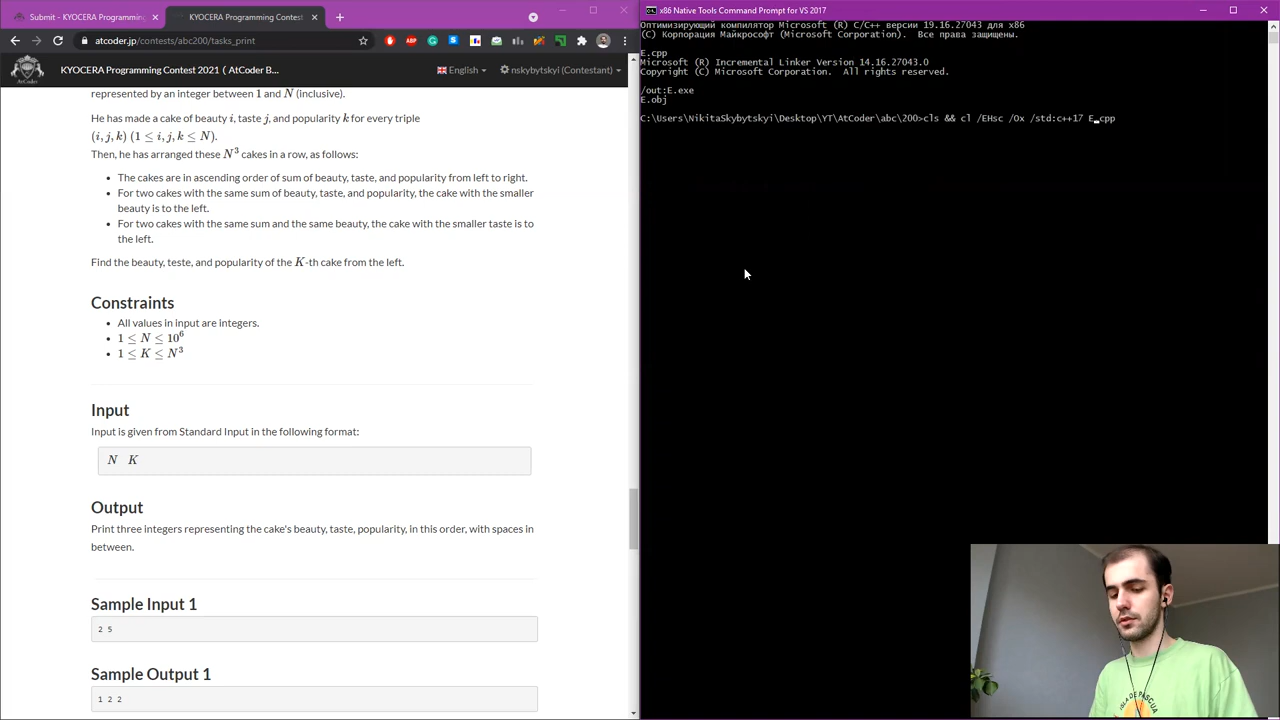 Submit - KYOCERA Programming
KYOCERA Programming Contest
atcoder.jp/contests/abc200/tasks_print
KYOCERA Programming Contest 2021（AtCoder B...
English
nskybytskyi (Contestant)
represented by an integer between 1 and N (inclusive).
He has made a cake of beauty i, taste j, and popularity k for every triple
(i, j, k) (1 ≤ i, j, k ≤ N).
Then, he has arranged these N³ cakes in a row, as follows:
• The cakes are in ascending order of sum of beauty, taste, and popularity from left to right.
• For two cakes with the same sum of beauty, taste, and popularity, the cake with the smaller
beauty is to the left.
• For two cakes with the same sum and the same beauty, the cake with the smaller taste is to
the left.
Find the beauty, teste, and popularity of the K-th cake from the left.
Constraints
• All values in input are integers.
• 1 ≤ N ≤ 10⁶
• 1 ≤ K ≤ N³
Input
Input is given from Standard Input in the following format:
N K
Output
Print three integers representing the cake's beauty, taste, popularity, in this order, with spaces in
between.
Sample Input 1
2 5
Sample Output 1
1 2 2
x86 Native Tools Command Prompt for VS 2017
Оптимизирующий компилятор Microsoft (R) C/C++ версии 19.16.27043 для x86
(C) Корпорация Майкрософт (Microsoft Corporation). Все права защищены.
E.cpp
Microsoft (R) Incremental Linker Version 14.16.27043.0
Copyright (C) Microsoft Corporation. All rights reserved.
/out:E.exe
E.obj
C:\Users\NikitaSkybytskyi\Desktop\YT\AtCoder\abc\200>cls && cl /EHsc /Ox /std:c++17 E.cpp